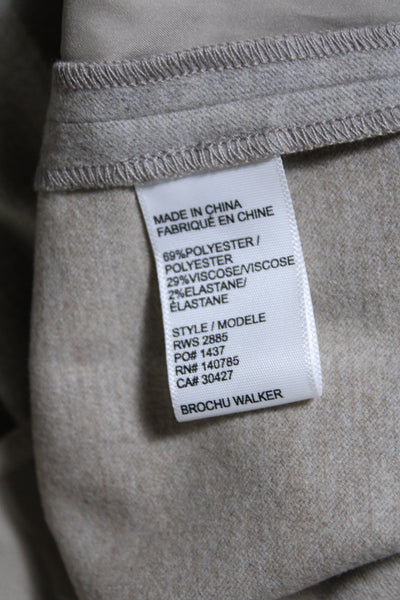 MADE IN CHINA
FABRIQUÉ EN CHINE
69%POLYESTER /
POLYESTER
29%VISCOSE/VISCOSE
2%ELASTANE/
ÉLASTANE
STYLE / MODELE
RWS 2885
PO# 1437
RN# 140785
CA# 30427
BROCHU WALKER